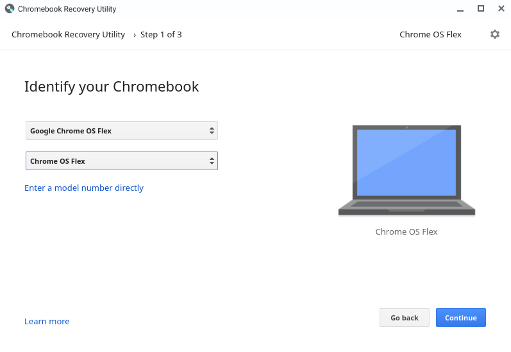 Chromebook Recovery Utility
Chromebook Recovery Utility › Step 1 of 3 Chrome OS Flex
Identify your Chromebook
Google Chrome OS Flex
Chrome OS Flex
Enter a model number directly
Chrome OS Flex
Learn more
Go back Continue